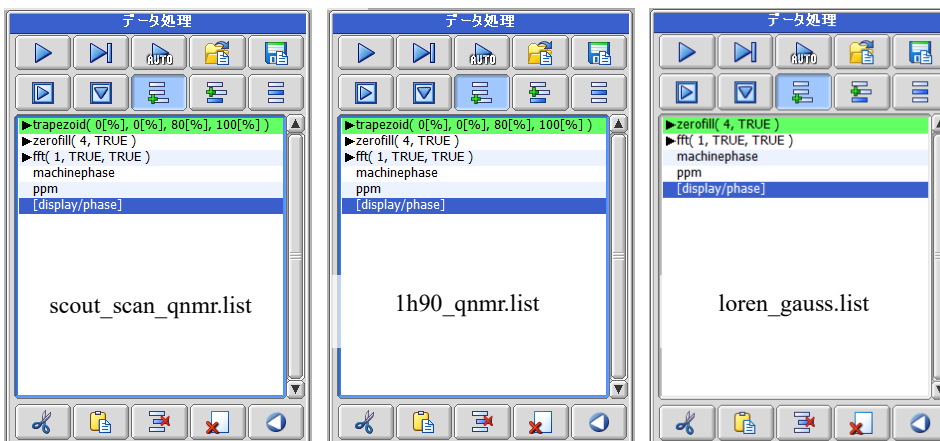 データ処理
AUTO
▶trapezoid( 0[%], 0[%], 80[%], 100[%] )
▶zerofill( 4, TRUE )
▶fft( 1, TRUE, TRUE )
machinephase
ppm
[display/phase]
scout_scan_qnmr.list
データ処理
AUTO
▶trapezoid( 0[%], 0[%], 80[%], 100[%] )
▶zerofill( 4, TRUE )
▶fft( 1, TRUE, TRUE )
machinephase
ppm
[display/phase]
1h90_qnmr.list
データ処理
AUTO
▶zerofill( 4, TRUE )
▶fft( 1, TRUE, TRUE )
machinephase
ppm
[display/phase]
loren_gauss.list